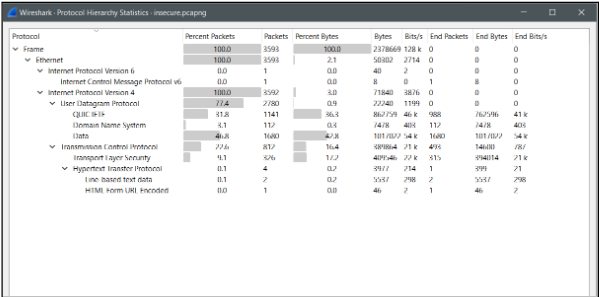 Wireshark · Protocol Hierarchy Statistics · insecure.pcapng
Protocol Percent Packets Packets Percent Bytes Bytes Bits/s End Packets End Bytes End Bits/s
Frame 100.0 3593 100.0 2378669 128 k 0 0 0
Ethernet 100.0 3593 2.1 50302 2714 0 0 0
Internet Protocol Version 6 0.0 1 0.0 40 2 0 0 0
Internet Control Message Protocol v6 0.0 1 0.0 8 0 1 8 0
Internet Protocol Version 4 100.0 3592 3.0 71840 3876 0 0 0
User Datagram Protocol 77.4 2780 0.9 22240 1199 0 0 0
QUIC IETF 31.8 1141 36.3 862759 46 k 988 762596 41 k
Domain Name System 3.1 112 0.3 7478 403 112 7478 403
Data 46.8 1680 42.8 1017022 54 k 1680 1017022 54 k
Transmission Control Protocol 22.6 812 16.4 389864 21 k 493 14600 787
Transport Layer Security 9.1 326 17.2 409546 22 k 315 394014 21 k
Hypertext Transfer Protocol 0.1 4 0.2 3977 214 1 399 21
Line-based text data 0.1 2 0.2 5537 298 2 5537 298
HTML Form URL Encoded 0.0 1 0.0 46 2 1 46 2